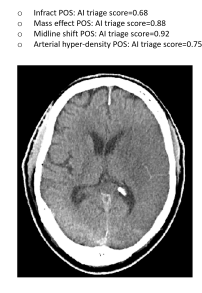 o Infract POS: AI triage score=0.68
o Mass effect POS: AI triage score=0.88
o Midline shift POS: AI triage score=0.92
o Arterial hyper-density POS: AI triage score=0.75